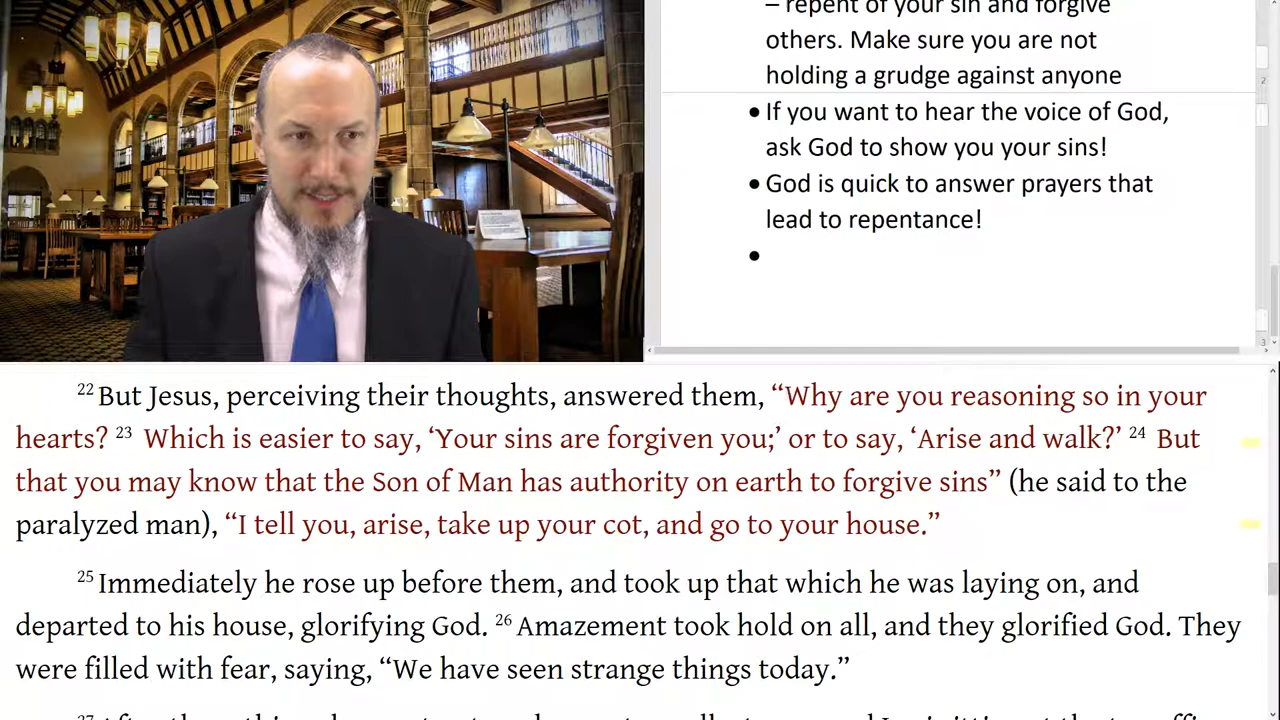 – repent of your sin and forgive
others. Make sure you are not
holding a grudge against anyone
• If you want to hear the voice of God,
ask God to show you your sins!
• God is quick to answer prayers that
lead to repentance!
•
2
3
22 But Jesus, perceiving their thoughts, answered them, “Why are you reasoning so in your
hearts? 23 Which is easier to say, ‘Your sins are forgiven you;’ or to say, ‘Arise and walk?’ 24 But
that you may know that the Son of Man has authority on earth to forgive sins” (he said to the
paralyzed man), “I tell you, arise, take up your cot, and go to your house.”
25 Immediately he rose up before them, and took up that which he was laying on, and
departed to his house, glorifying God. 26 Amazement took hold on all, and they glorified God. They
were filled with fear, saying, “We have seen strange things today.”